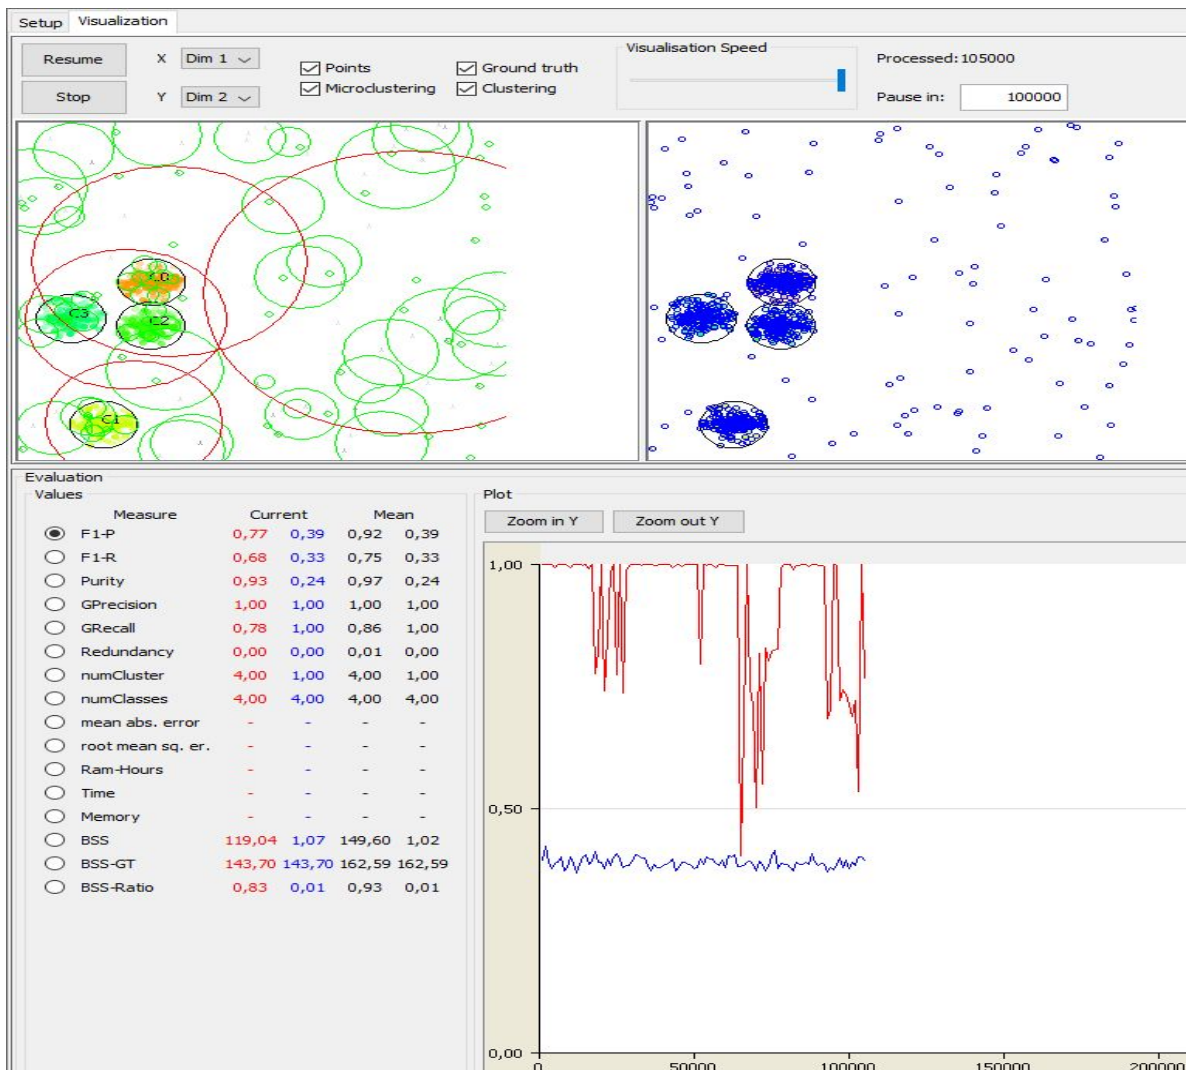 Setup Visualization
Resume X Dim 1 Points Ground truth Visualisation Speed Processed: 105000
Stop Y Dim 2 Microclustering Clustering Pause in: 100000
C0
C3 C2
C1
Evaluation
Values Plot
Measure Current Mean Zoom in Y Zoom out Y
F1-P 0,77 0,39 0,92 0,39
F1-R 0,68 0,33 0,75 0,33
Purity 0,93 0,24 0,97 0,24
GPrecision 1,00 1,00 1,00 1,00
GRecall 0,78 1,00 0,86 1,00
Redundancy 0,00 0,00 0,01 0,00
numCluster 4,00 1,00 4,00 1,00
numClasses 4,00 4,00 4,00 4,00
mean abs. error - - - -
root mean sq. er. - - - -
Ram-Hours - - - -
Time - - - -
Memory - - - -
BSS 119,04 1,07 149,60 1,02
BSS-GT 143,70 143,70 162,59 162,59
BSS-Ratio 0,83 0,01 0,93 0,01
1,00
0,50
0,00
0 50000 100000 150000 200000